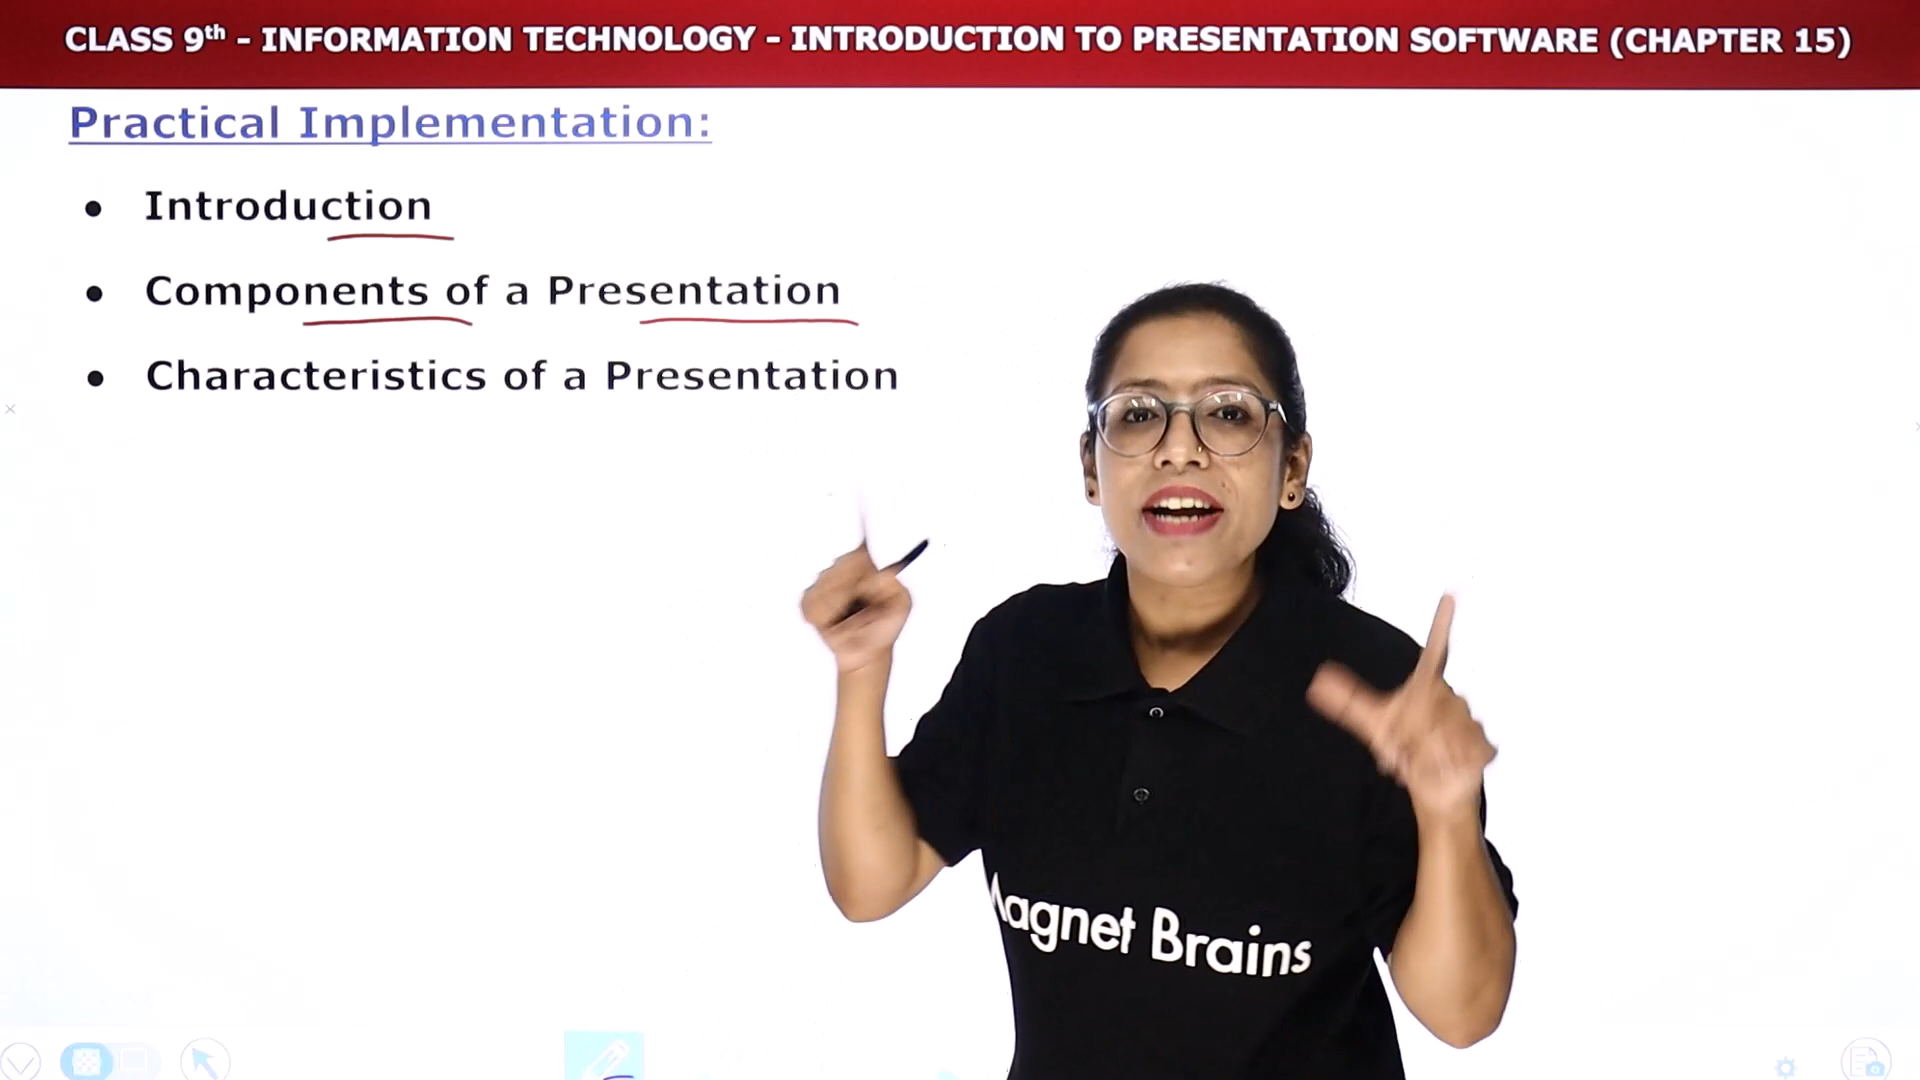 CLASS 9th - INFORMATION TECHNOLOGY - INTRODUCTION TO PRESENTATION SOFTWARE (CHAPTER 15)
Practical Implementation:
• Introduction
• Components of a Presentation
• Characteristics of a Presentation
Magnet Brains